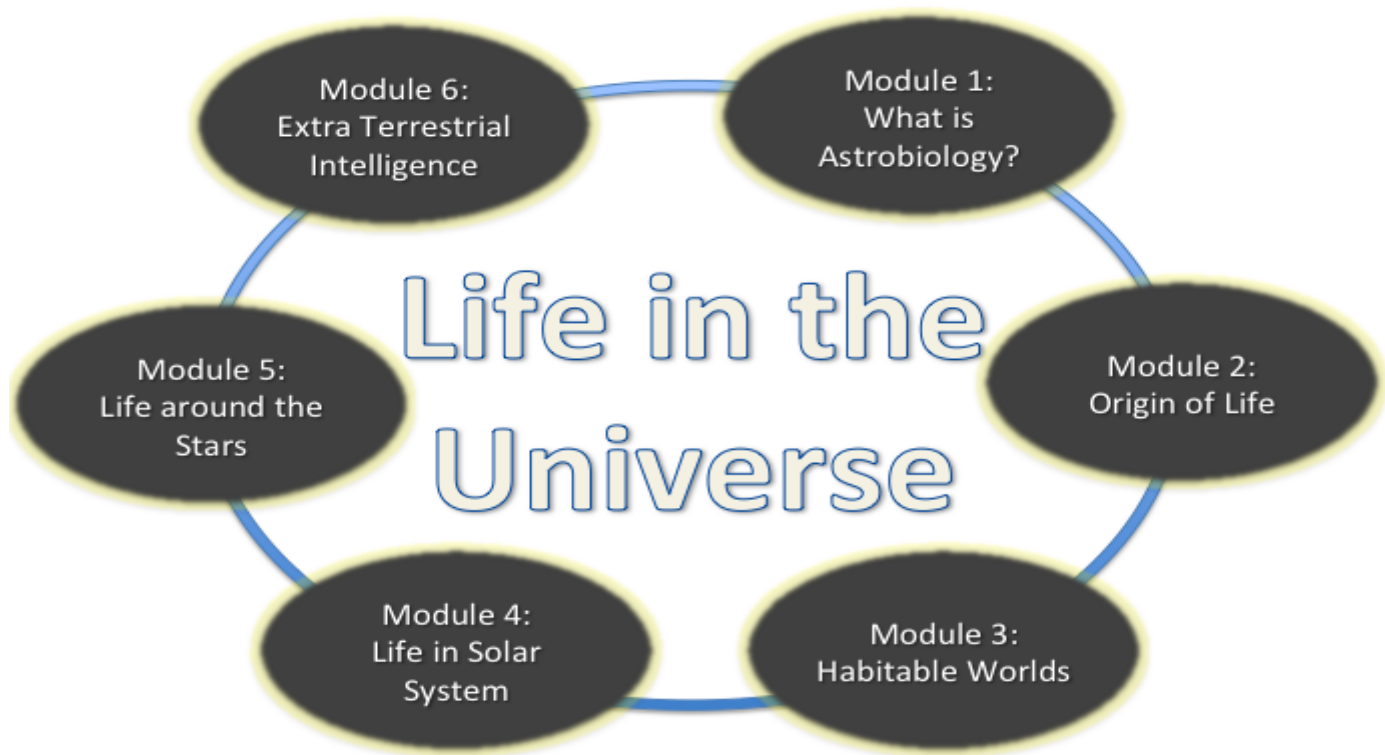 Module 1:
What is
Astrobiology?
Module 2:
Origin of Life
Module 3:
Habitable Worlds
Module 4:
Life in Solar
System
Module 5:
Life around the
Stars
Module 6:
Extra Terrestrial
Intelligence
Life in the
Universe